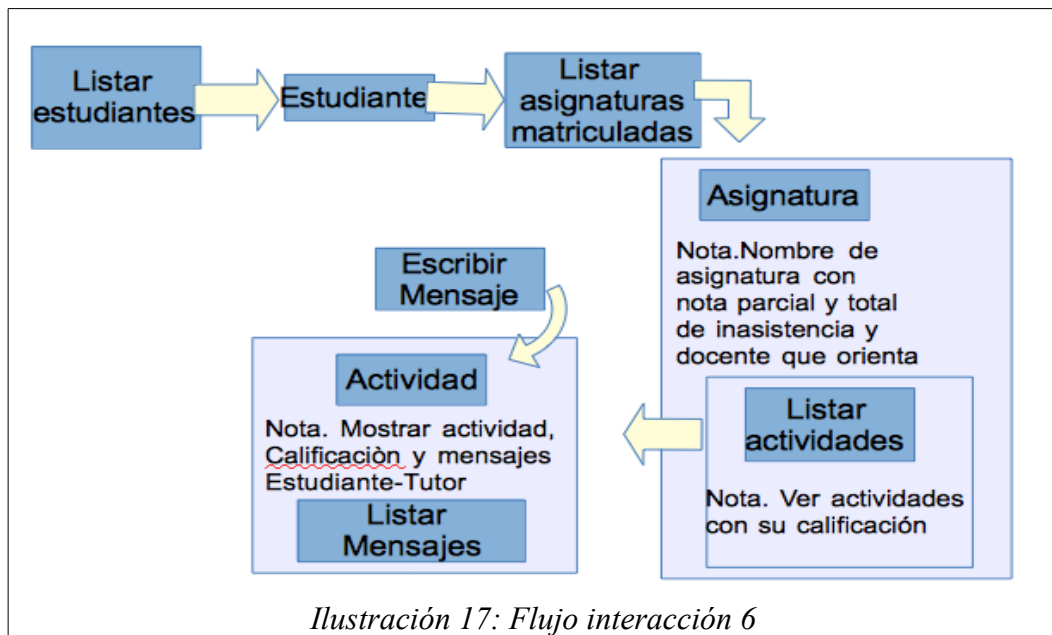 Listar
estudiantes
Estudiante
Listar
asignaturas
matriculadas
Asignatura
Nota.Nombre de
asignatura con
nota parcial y total
de inasistencia y
docente que orienta
Listar
actividades
Nota. Ver actividades
con su calificación
Escribir
Mensaje
Actividad
Nota. Mostrar actividad,
Calificaciòn y mensajes
Estudiante-Tutor
Listar
Mensajes
Ilustración 17: Flujo interacción 6